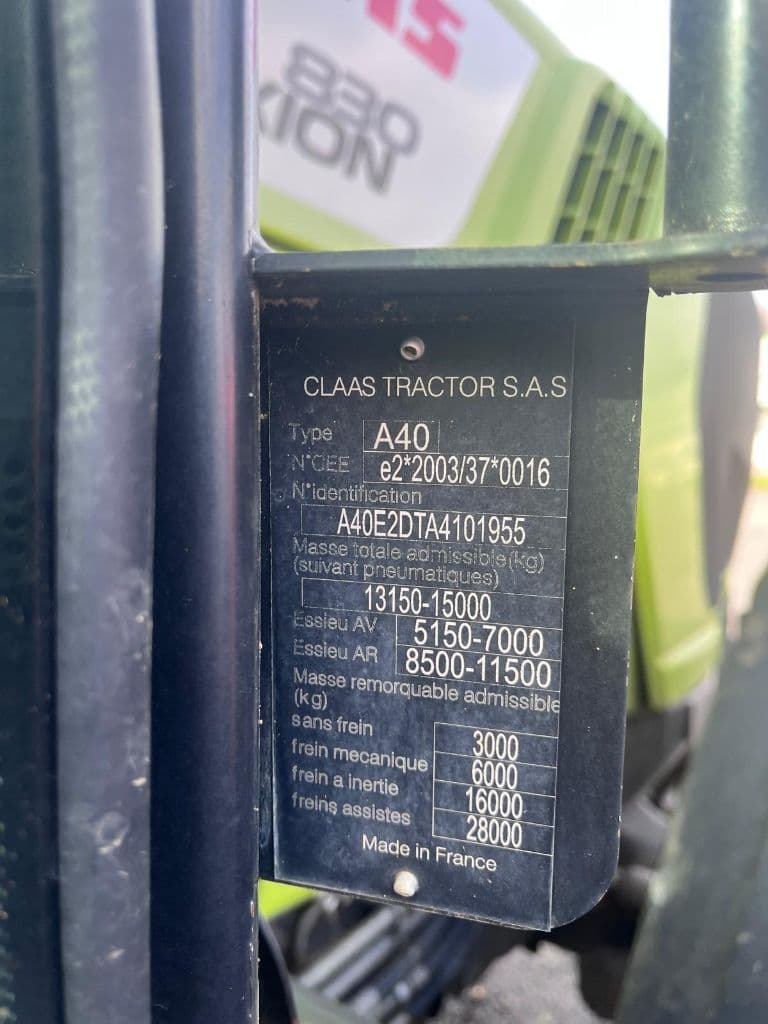 AS
830
XION
CLAAS TRACTOR S.A.S
Type A40
N°CEE e2*2003/37*0016
N°identification
A40E2DTA4101955
Masse totale admissible(kg)
(suivant pneumatiques)
13150-15000
Essieu AV 5150-7000
Essieu AR 8500-11500
Masse remorquable admissible
(kg)
sans frein 3000
frein mecanique 6000
frein a inertie 16000
freins assistes 28000
Made in France